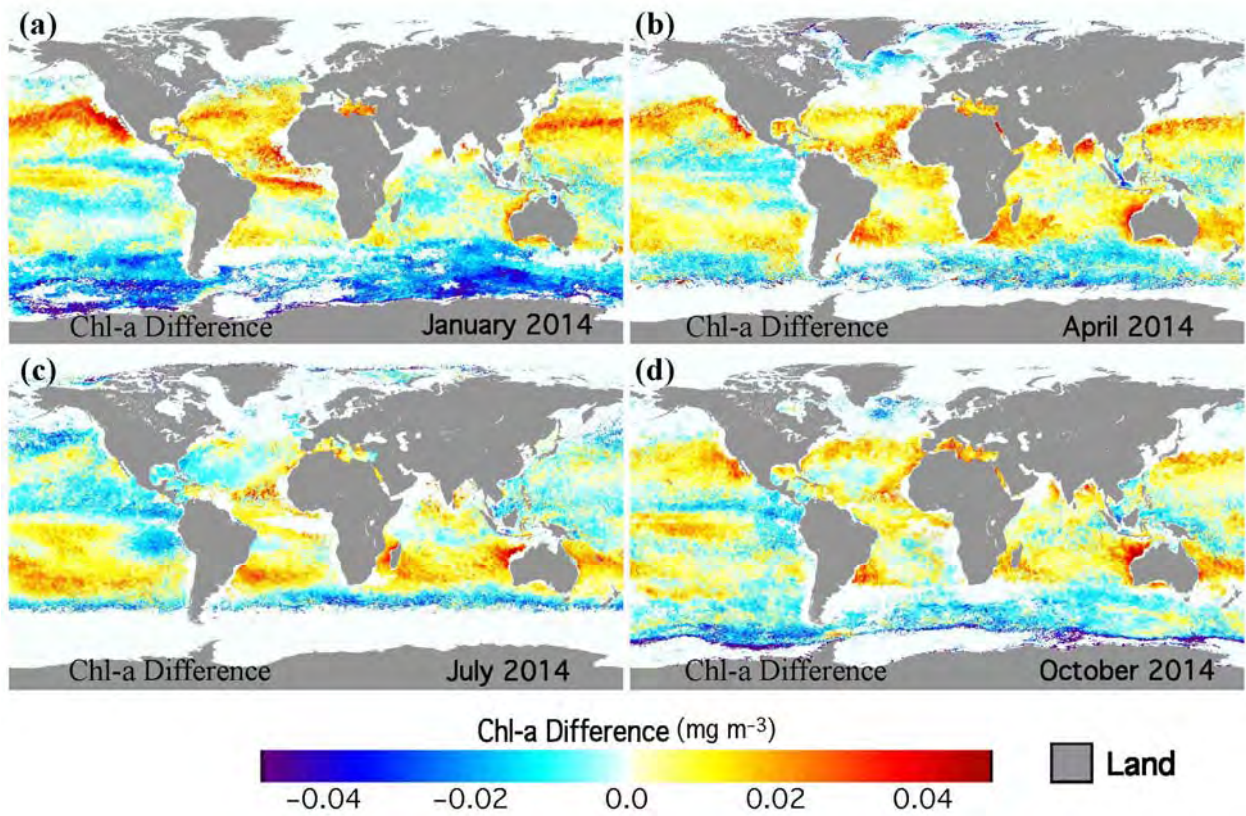 (a)
Chl-a Difference
January 2014
(b)
Chl-a Difference
April 2014
(c)
Chl-a Difference
July 2014
(d)
Chl-a Difference
October 2014
Chl-a Difference (mg m⁻³)
−0.04 −0.02 0.0 0.02 0.04
Land